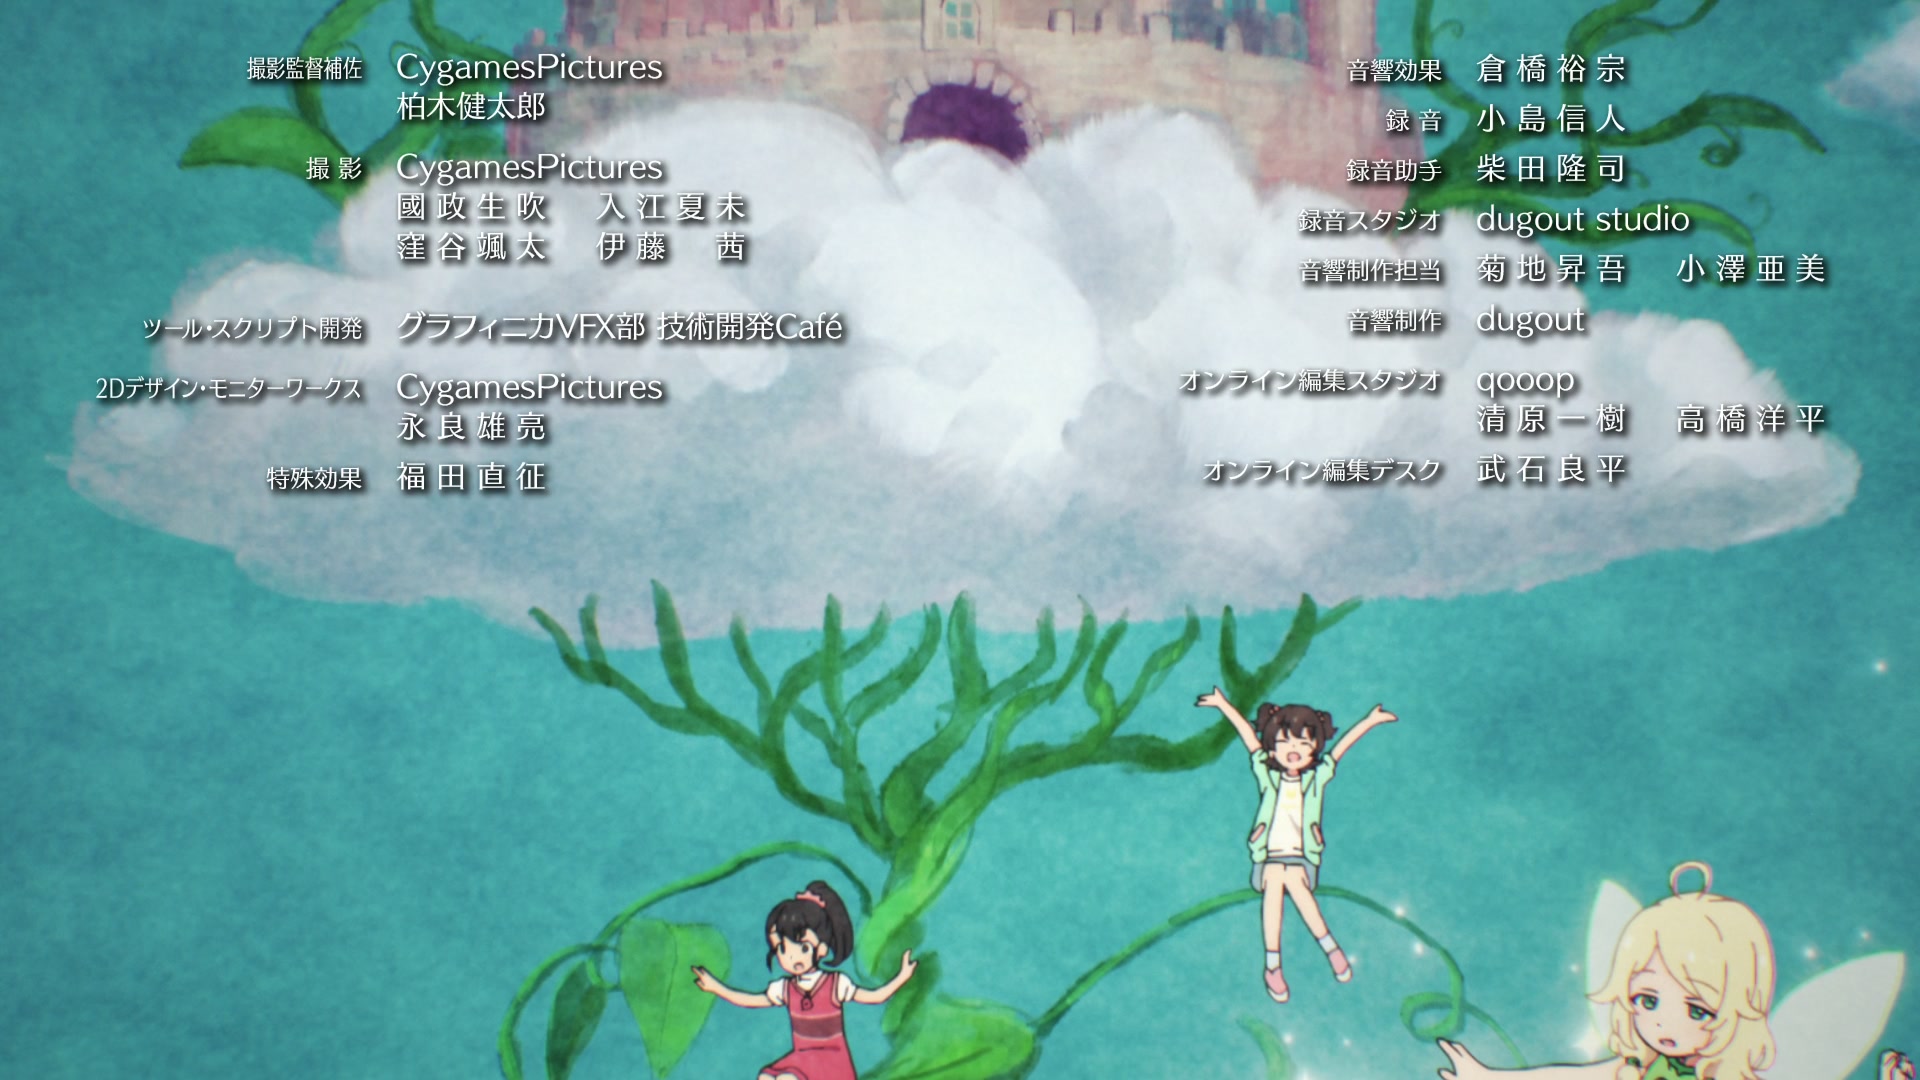 撮影監督補佐 CygamesPictures
柏木健太郎
撮影 CygamesPictures
國政生吹 入江夏未
窪谷颯太 伊藤 茜
ツール・スクリプト開発 グラフィニカVFX部 技術開発Café
2Dデザイン・モニターワークス CygamesPictures
永良雄亮
特殊効果 福田直征
音響効果 倉橋裕宗
録音 小島信人
録音助手 柴田隆司
録音スタジオ dugout studio
音響制作担当 菊地昇吾 小澤亜美
音響制作 dugout
オンライン編集スタジオ qooop
清原一樹 高橋洋平
オンライン編集デスク 武石良平